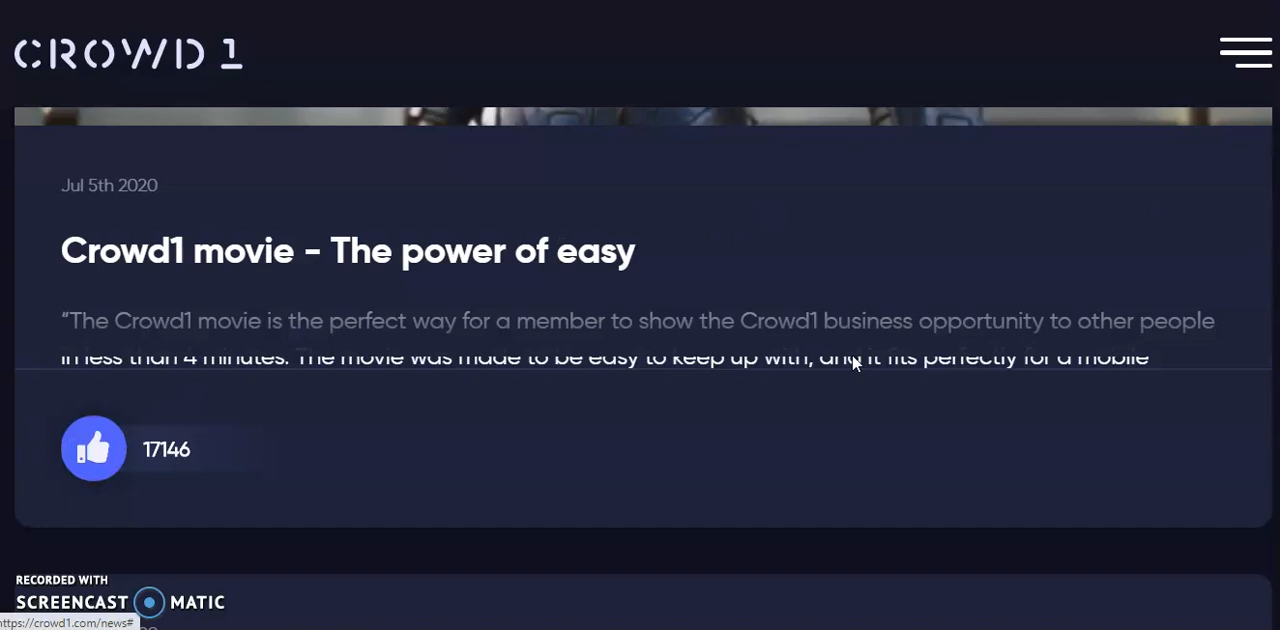 CROWD 1
Jul 5th 2020
Crowd1 movie - The power of easy
“The Crowd1 movie is the perfect way for a member to show the Crowd1 business opportunity to other people
in less than 4 minutes. The movie was made to be easy to keep up with, and it fits perfectly for a mobile
17146
RECORDED WITH
SCREENCAST MATIC
https://crowd1.com/news#